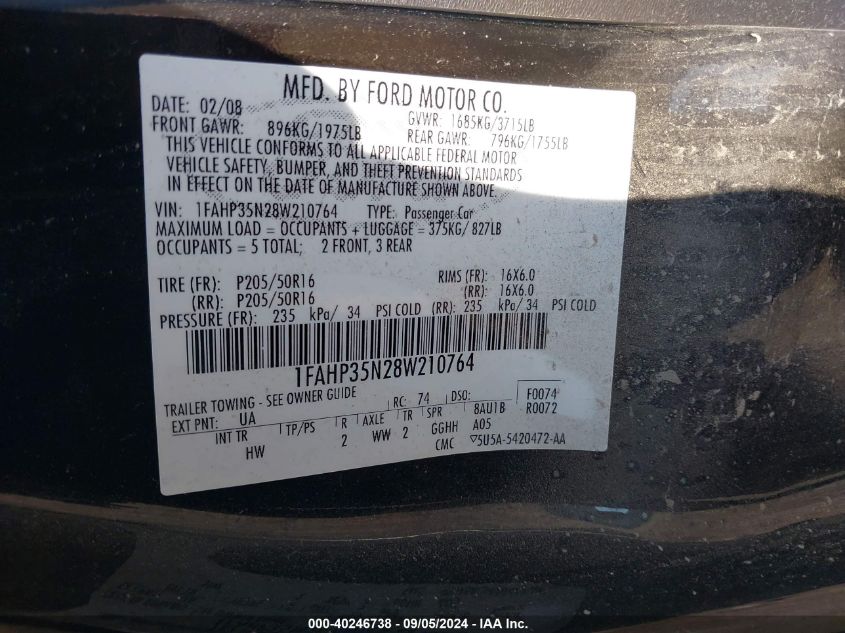 MFD. BY FORD MOTOR CO.
DATE: 02/08 GVWR: 1685KG/3715LB
FRONT GAWR: 896KG/1975LB REAR GAWR: 796KG/1755LB
THIS VEHICLE CONFORMS TO ALL APPLICABLE FEDERAL MOTOR
VEHICLE SAFETY, BUMPER, AND THEFT PREVENTION STANDARDS
IN EFFECT ON THE DATE OF MANUFACTURE SHOWN ABOVE.
VIN: 1FAHP35N28W210764 TYPE: Passenger Car
MAXIMUM LOAD = OCCUPANTS + LUGGAGE = 375KG/ 827LB
OCCUPANTS = 5 TOTAL; 2 FRONT, 3 REAR
TIRE (FR): P205/50R16 RIMS (FR): 16X6.0
(RR): P205/50R16 (RR): 16X6.0
PRESSURE (FR): 235 kPa/ 34 PSI COLD (RR): 235 kPa/ 34 PSI COLD
1FAHP35N28W210764
TRAILER TOWING - SEE OWNER GUIDE
EXT PNT: UA RC: 74 DSO: F0074
INT TR TP/PS R AXLE TR SPR 8AU1B R0072
HW 2 WW 2 GGHH A05
CMC ▽5U5A-5420472-AA
000-40246738 - 09/05/2024 - IAA Inc.